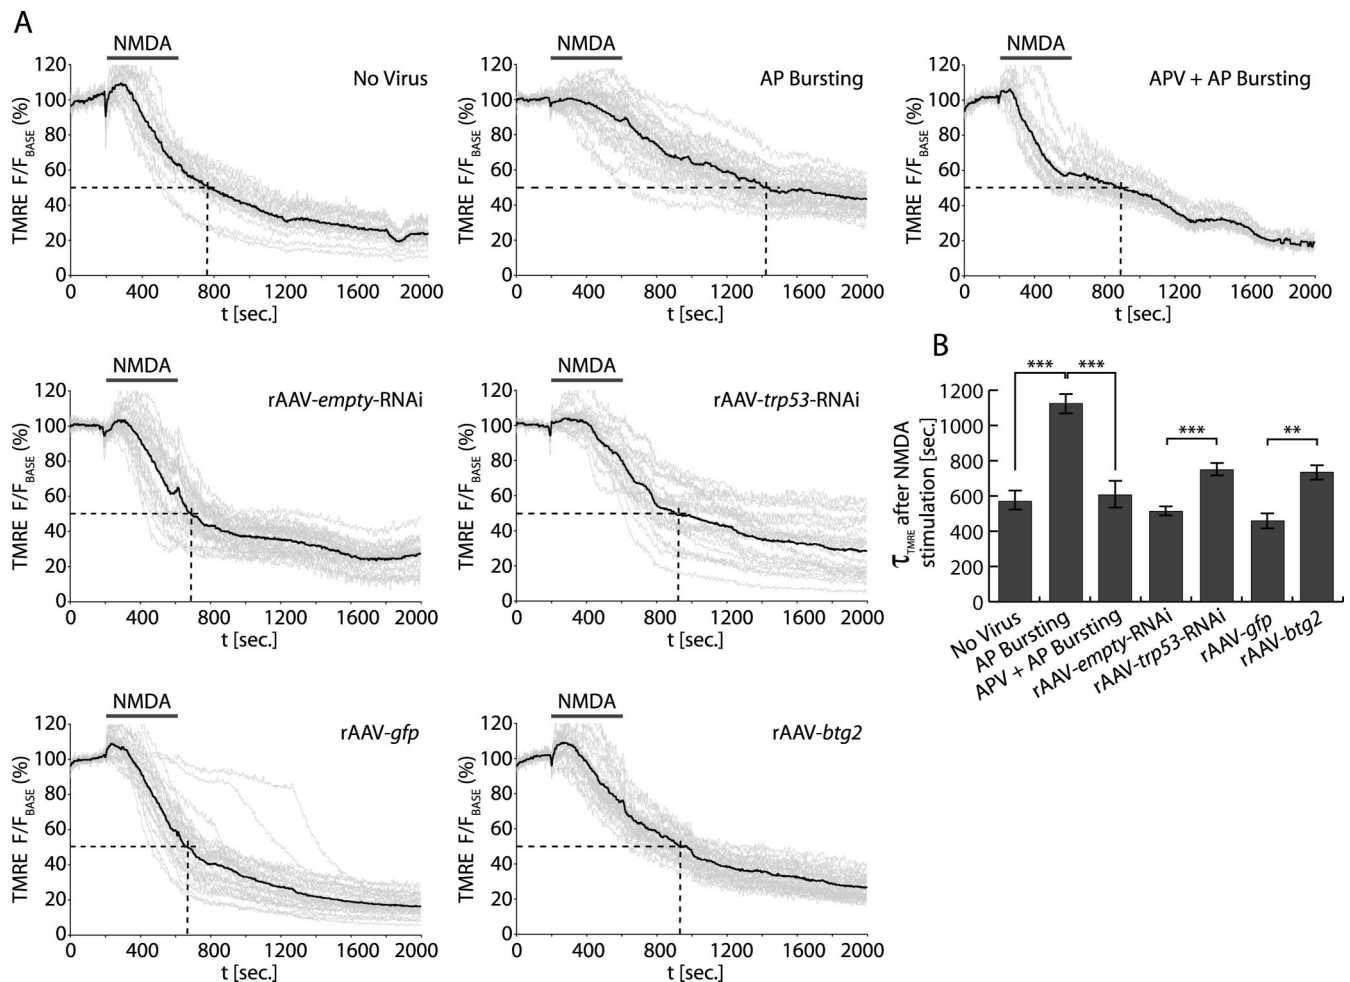 A
NMDA
No Virus
TMRE F/FBASE (%)
120
100
80
60
40
20
0
0 400 800 1200 1600 2000
t [sec.]
NMDA
AP Bursting
TMRE F/FBASE (%)
120
100
80
60
40
20
0
0 400 800 1200 1600 2000
t [sec.]
NMDA
APV + AP Bursting
TMRE F/FBASE (%)
120
100
80
60
40
20
0
0 400 800 1200 1600 2000
t [sec.]
NMDA
rAAV-empty-RNAi
TMRE F/FBASE (%)
120
100
80
60
40
20
0
0 400 800 1200 1600 2000
t [sec.]
NMDA
rAAV-trp53-RNAi
TMRE F/FBASE (%)
120
100
80
60
40
20
0
0 400 800 1200 1600 2000
t [sec.]
B
τTMRE after NMDA
stimulation [sec.]
1200
1000
800
600
400
200
0
*** ***
*** **
No Virus
AP Bursting
APV + AP Bursting
rAAV-empty-RNAi
rAAV-trp53-RNAi
rAAV-gfp
rAAV-btg2
NMDA
rAAV-gfp
TMRE F/FBASE (%)
120
100
80
60
40
20
0
0 400 800 1200 1600 2000
t [sec.]
NMDA
rAAV-btg2
TMRE F/FBASE (%)
120
100
80
60
40
20
0
0 400 800 1200 1600 2000
t [sec.]